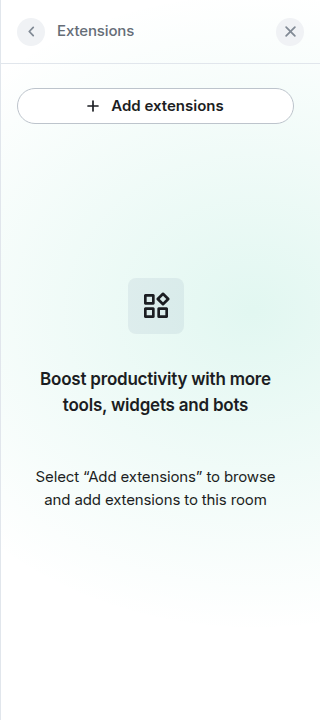 Extensions
Add extensions
Boost productivity with more
tools, widgets and bots
Select “Add extensions” to browse
and add extensions to this room